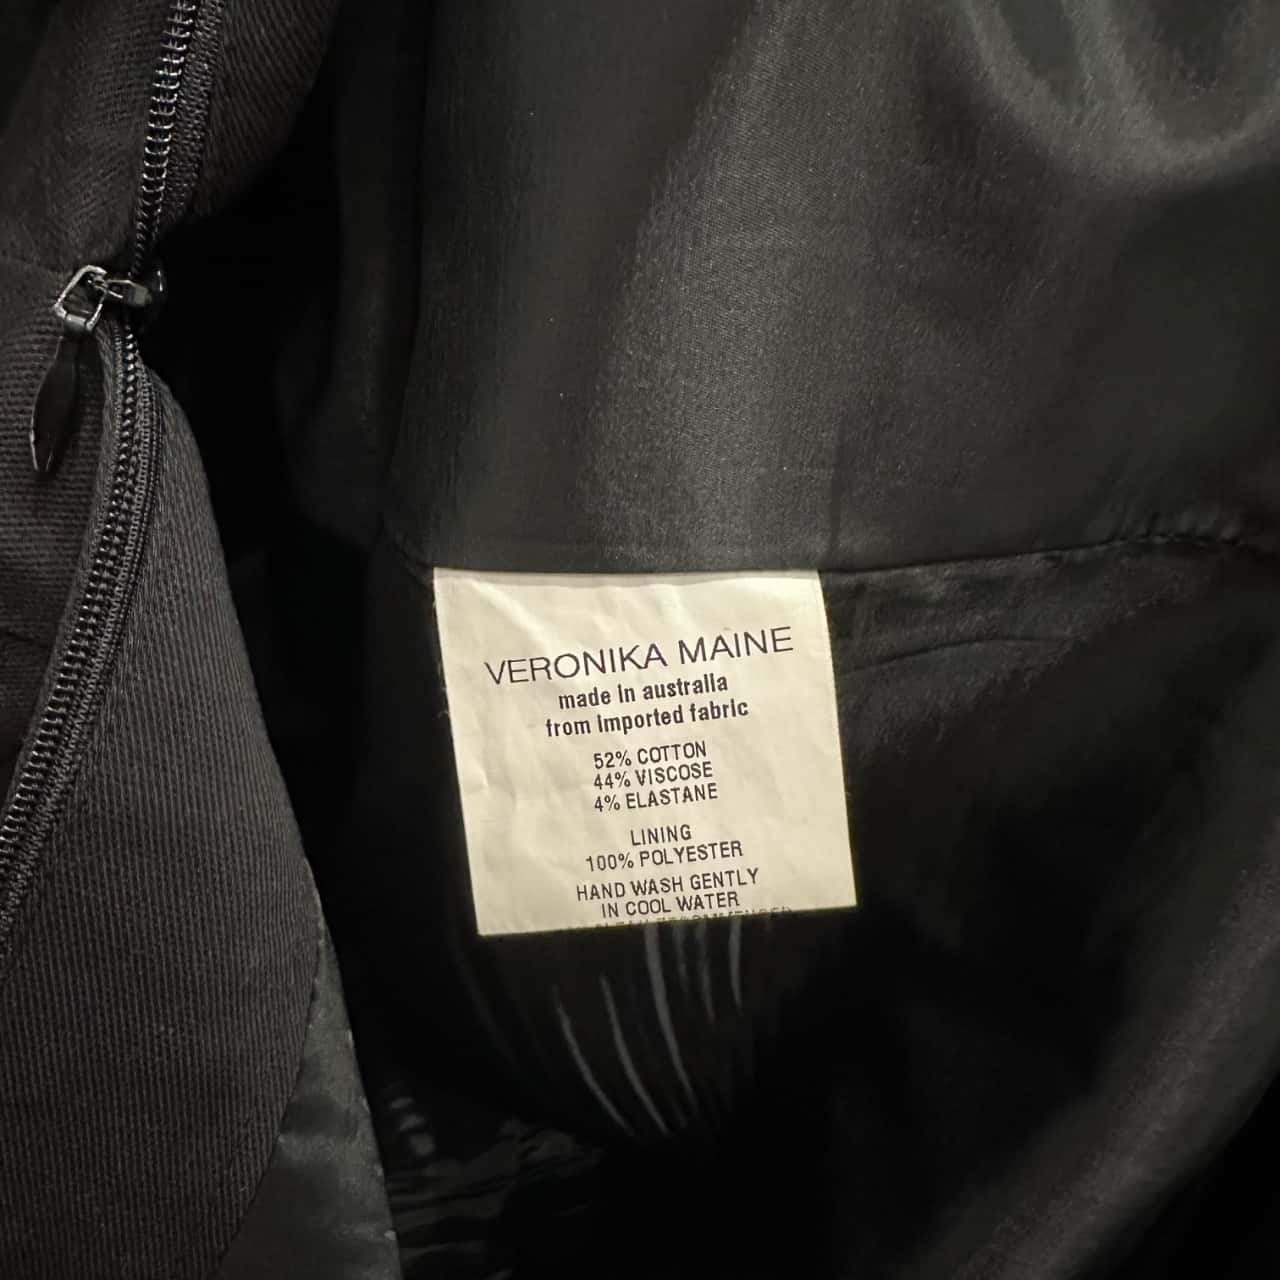 VERONIKA MAINE
made in australia
from imported fabric
52% COTTON
44% VISCOSE
4% ELASTANE
LINING
100% POLYESTER
HAND WASH GENTLY
IN COOL WATER